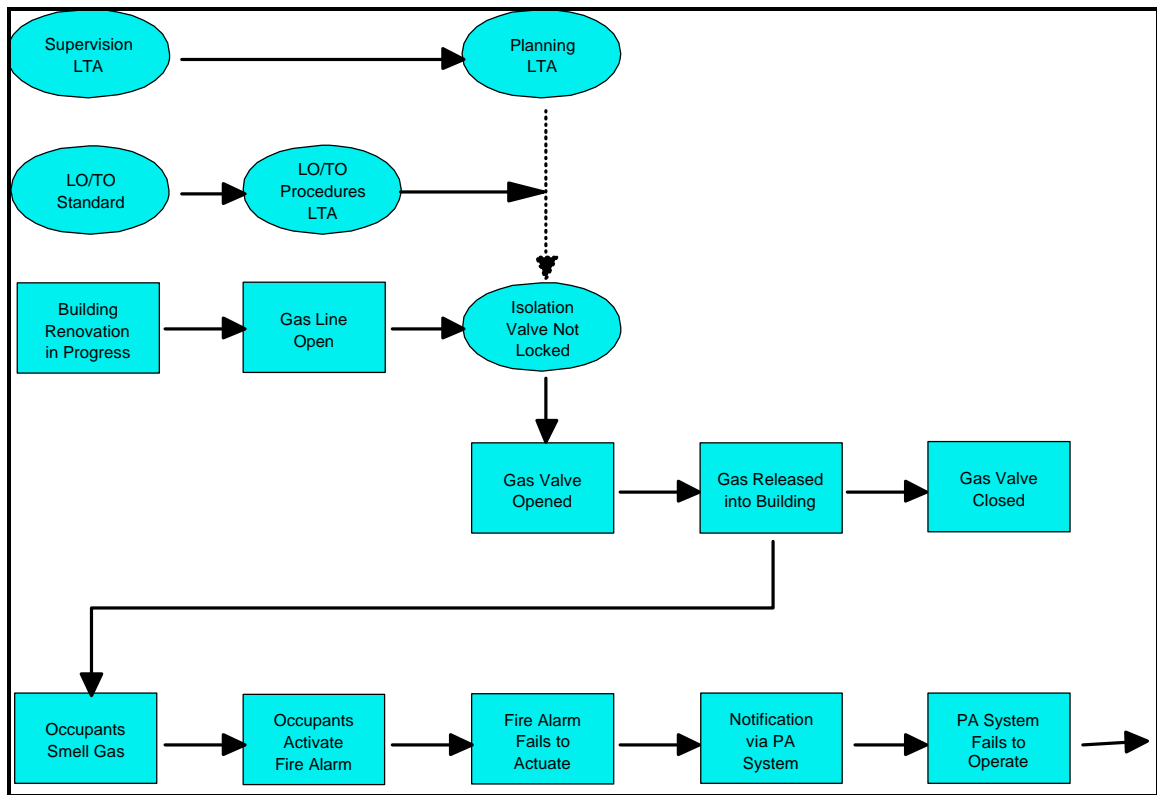 Supervision
LTA
Planning
LTA
LO/TO
Standard
LO/TO
Procedures
LTA
Building
Renovation
in Progress
Gas Line
Open
Isolation
Valve Not
Locked
Gas Valve
Opened
Gas Released
into Building
Gas Valve
Closed
Occupants
Smell Gas
Occupants
Activate
Fire Alarm
Fire Alarm
Fails to
Actuate
Notification
via PA
System
PA System
Fails to
Operate